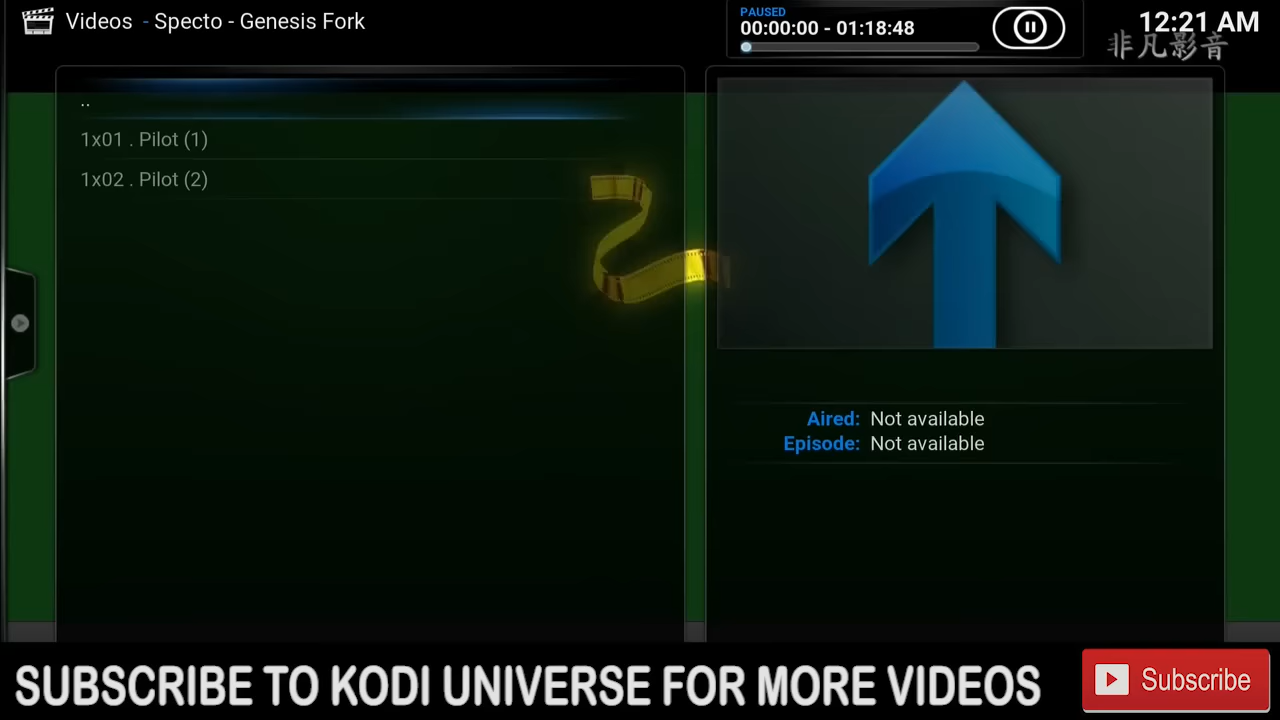 Videos - Specto - Genesis Fork
PAUSED
00:00:00 - 01:18:48
12:21 AM
非凡影音
..
1x01 . Pilot (1)
1x02 . Pilot (2)
Aired: Not available
Episode: Not available
SUBSCRIBE TO KODI UNIVERSE FOR MORE VIDEOS
Subscribe